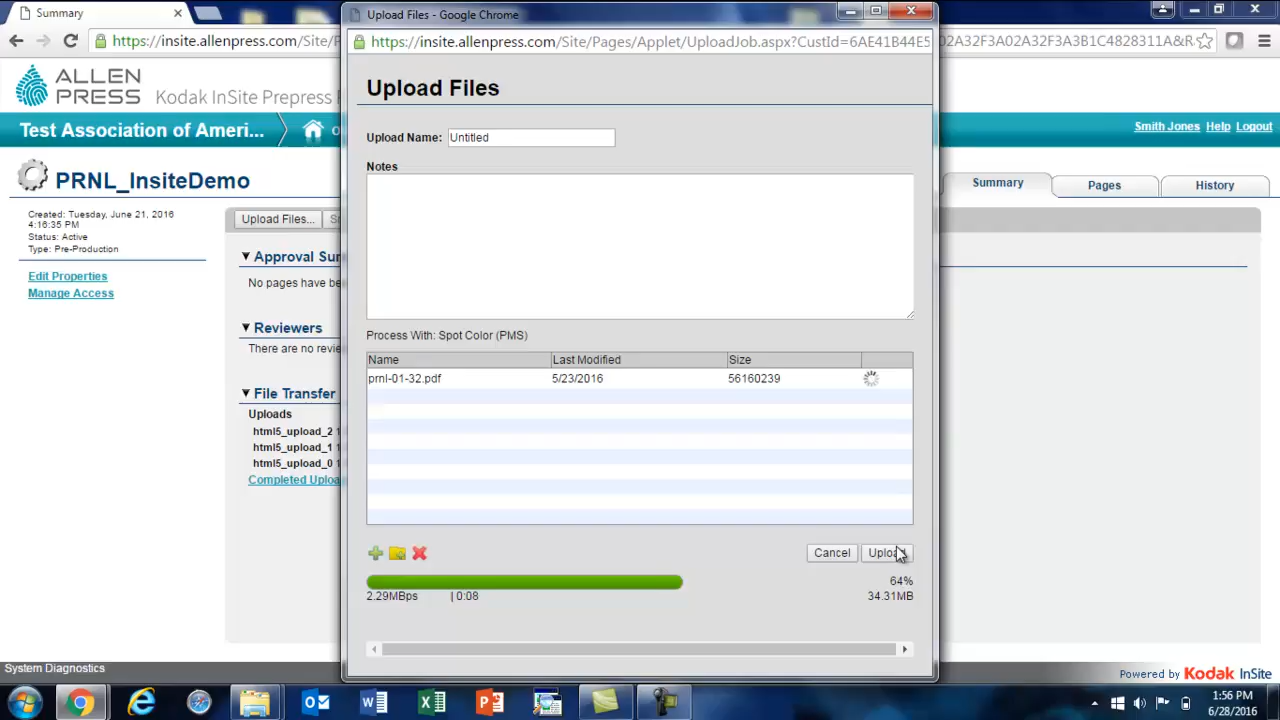 Summary
Upload Files - Google Chrome
https://insite.allenpress.com/Site/
https://insite.allenpress.com/Site/Pages/Applet/UploadJob.aspx?CustId=6AE41B44E5
02A32F3A02A32F3A3B1C4828311A&R
ALLEN
PRESS
Kodak InSite Prepress
Test Association of Ameri...
Smith Jones Help Logout
PRNL_InsiteDemo
Summary
Pages
History
Created: Tuesday, June 21, 2016
4:16:35 PM
Status: Active
Type: Pre-Production
Edit Properties
Manage Access
Upload Files...
Approval Sum
No pages have be
Reviewers
There are no revie
File Transfer
Uploads
html5_upload_2 1
html5_upload_1 1
html5_upload_0 1
Completed Uploa
Upload Files
Upload Name: Untitled
Notes
Process With: Spot Color (PMS)
Name Last Modified Size
prnl-01-32.pdf 5/23/2016 56160239
Cancel
Upload
64%
2.29MBps | 0:08 34.31MB
System Diagnostics
Powered by Kodak InSite
1:56 PM
6/28/2016